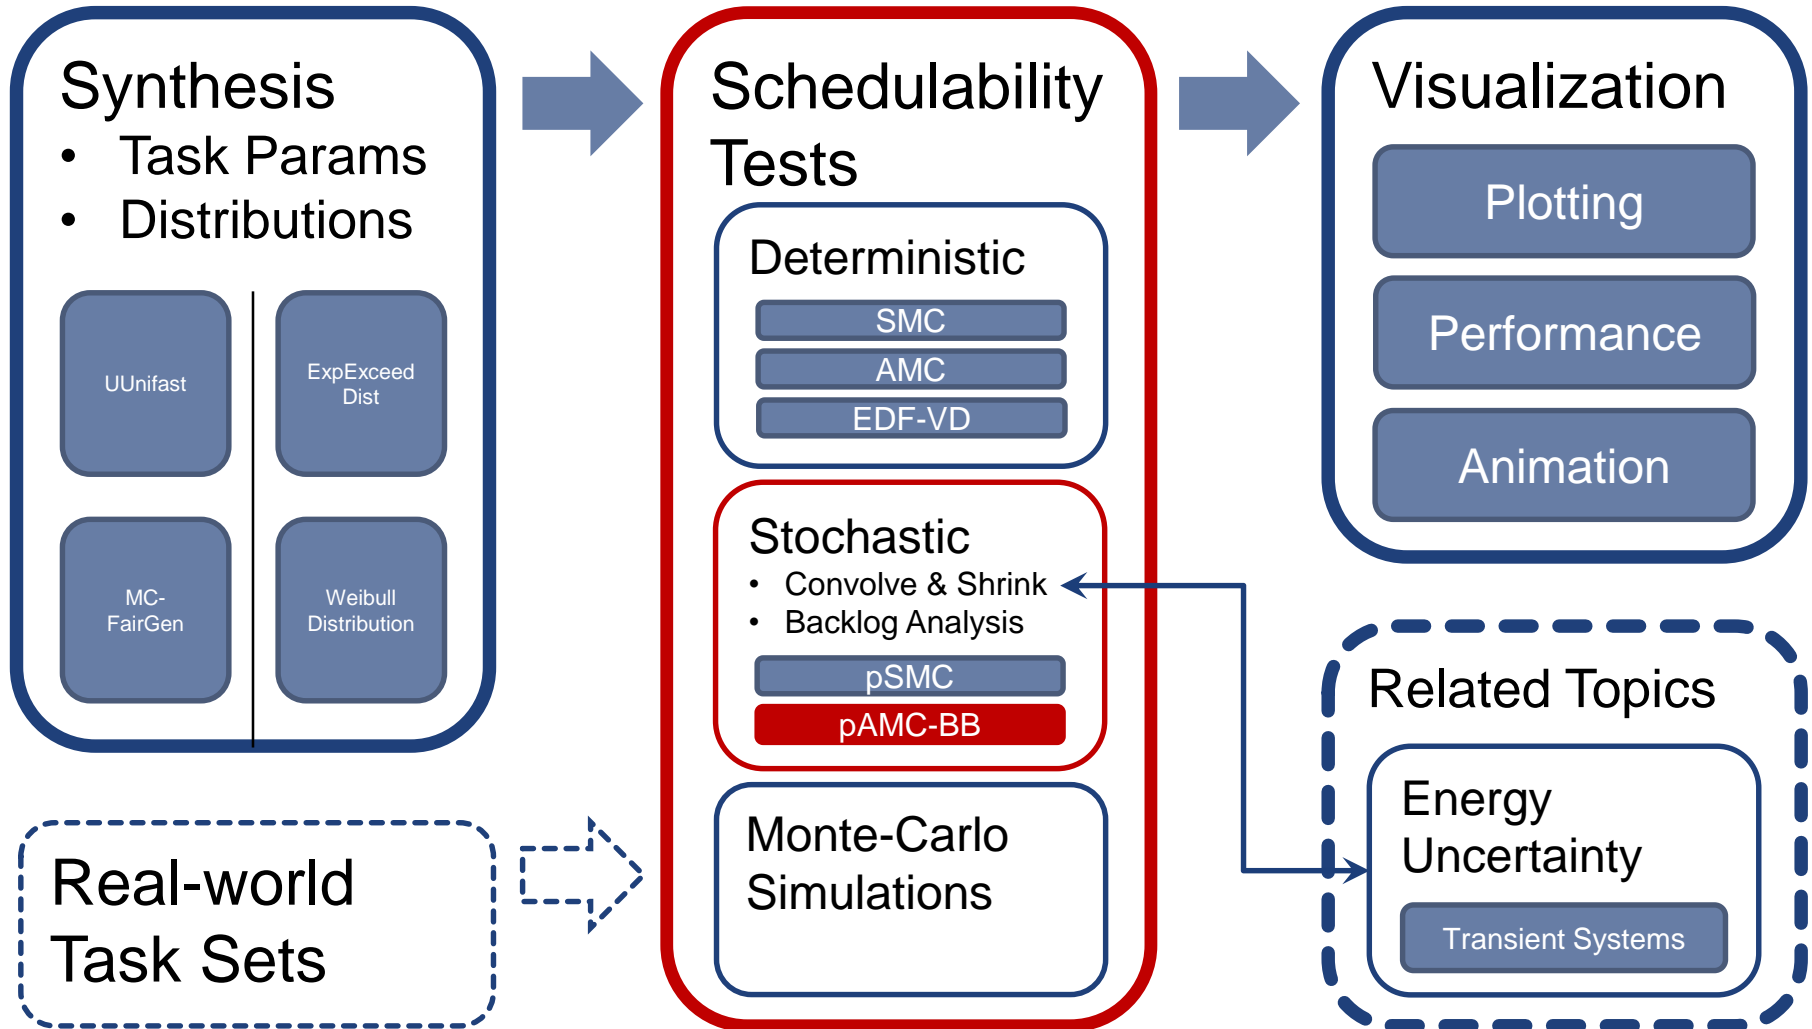 Synthesis
• Task Params
• Distributions
UUnifast
ExpExceed
Dist
MC-
FairGen
Weibull
Distribution
Real-world
Task Sets
Schedulability
Tests
Deterministic
SMC
AMC
EDF-VD
Stochastic
• Convolve & Shrink
• Backlog Analysis
pSMC
pAMC-BB
Monte-Carlo
Simulations
Visualization
Plotting
Performance
Animation
Related Topics
Energy
Uncertainty
Transient Systems